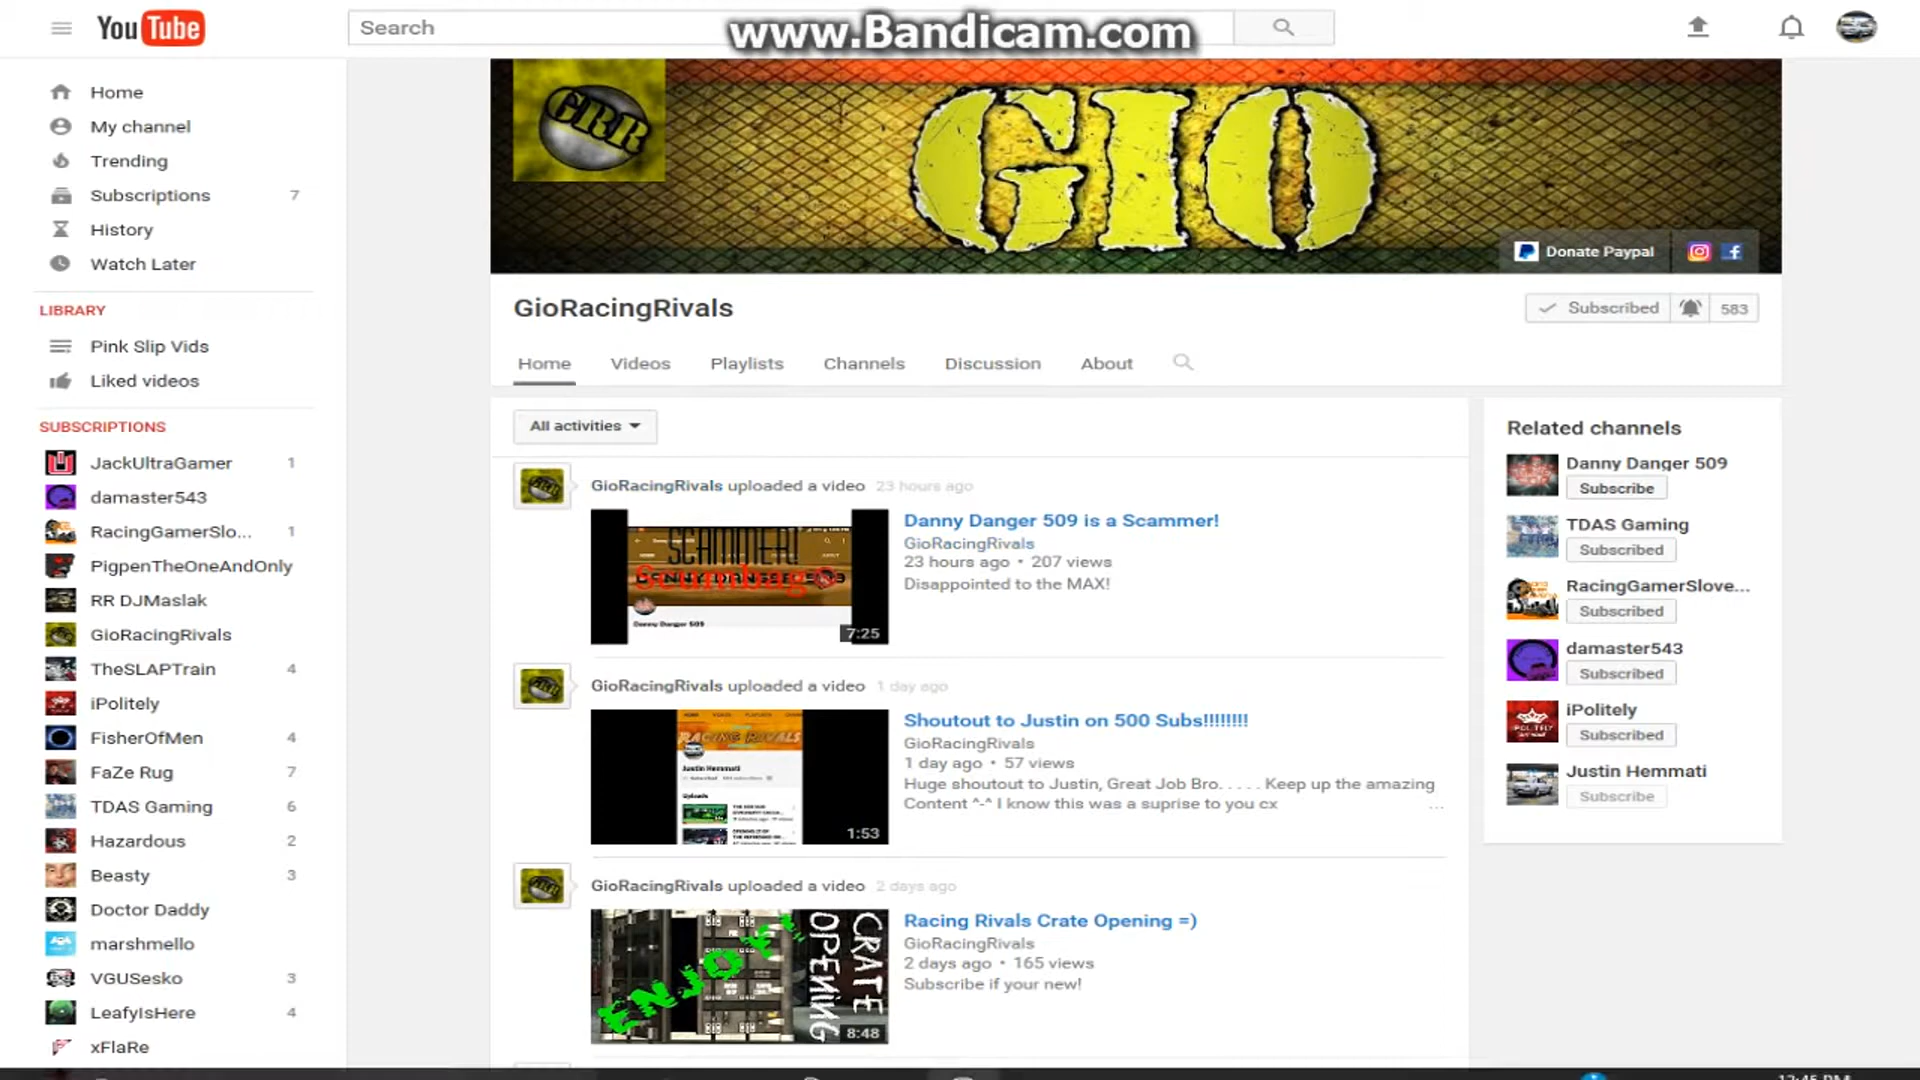 YouTube
Search
www.Bandicam.com
Home
My channel
Trending
Subscriptions 7
History
Watch Later
LIBRARY
Pink Slip Vids
Liked videos
SUBSCRIPTIONS
JackUltraGamer 1
damaster543
RacingGamerSlo... 1
PigpenTheOneAndOnly
RR DJMaslak
GioRacingRivals
TheSLAPTrain 4
iPolitely
FisherOfMen 4
FaZe Rug 7
TDAS Gaming 6
Hazardous 2
Beasty 3
Doctor Daddy
marshmello
VGUSesko 3
LeafyIsHere 4
xFlaRe
GRR
GIO
Donate Paypal
GioRacingRivals
Subscribed 583
Home Videos Playlists Channels Discussion About
All activities
GioRacingRivals uploaded a video 23 hours ago
SCAMMER!
Scumbag
Danny Danger 509
7:25
Danny Danger 509 is a Scammer!
GioRacingRivals
23 hours ago • 207 views
Disappointed to the MAX!
GioRacingRivals uploaded a video 1 day ago
RACING RIVALS
Justin Hemmati
Uploads
1:53
Shoutout to Justin on 500 Subs!!!!!!!!
GioRacingRivals
1 day ago • 57 views
Huge shoutout to Justin, Great Job Bro. . . . . Keep up the amazing
Content ^-^ I know this was a suprise to you cx ...
GioRacingRivals uploaded a video 2 days ago
ENJOY!!
CRATE
OPENING
8:48
Racing Rivals Crate Opening =)
GioRacingRivals
2 days ago • 165 views
Subscribe if your new!
Related channels
Danny Danger 509
Subscribe
TDAS Gaming
Subscribed
RacingGamerSlove...
Subscribed
damaster543
Subscribed
iPolitely
Subscribed
Justin Hemmati
Subscribe